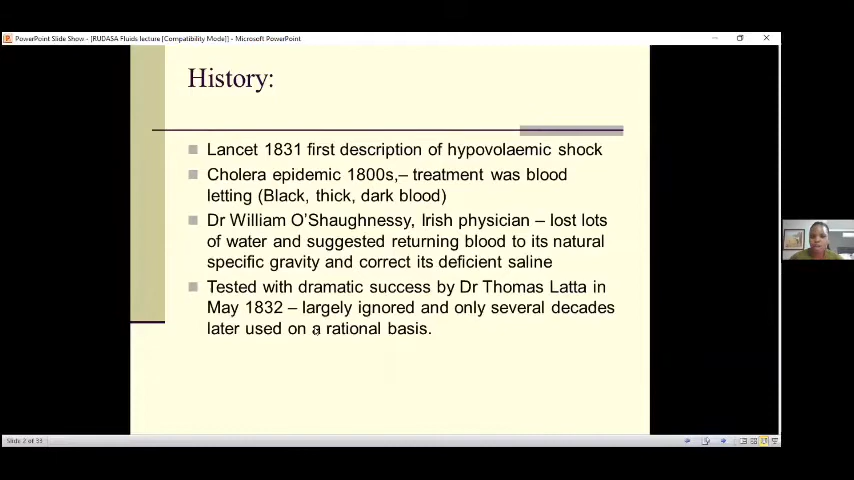 PowerPoint Slide Show - [RUDASA Fluids lecture [Compatibility Mode]] - Microsoft PowerPoint
History:
Lancet 1831 first description of hypovolaemic shock
Cholera epidemic 1800s,– treatment was blood
letting (Black, thick, dark blood)
Dr William O'Shaughnessy, Irish physician – lost lots
of water and suggested returning blood to its natural
specific gravity and correct its deficient saline
Tested with dramatic success by Dr Thomas Latta in
May 1832 – largely ignored and only several decades
later used on a rational basis.
Slide 2 of 33